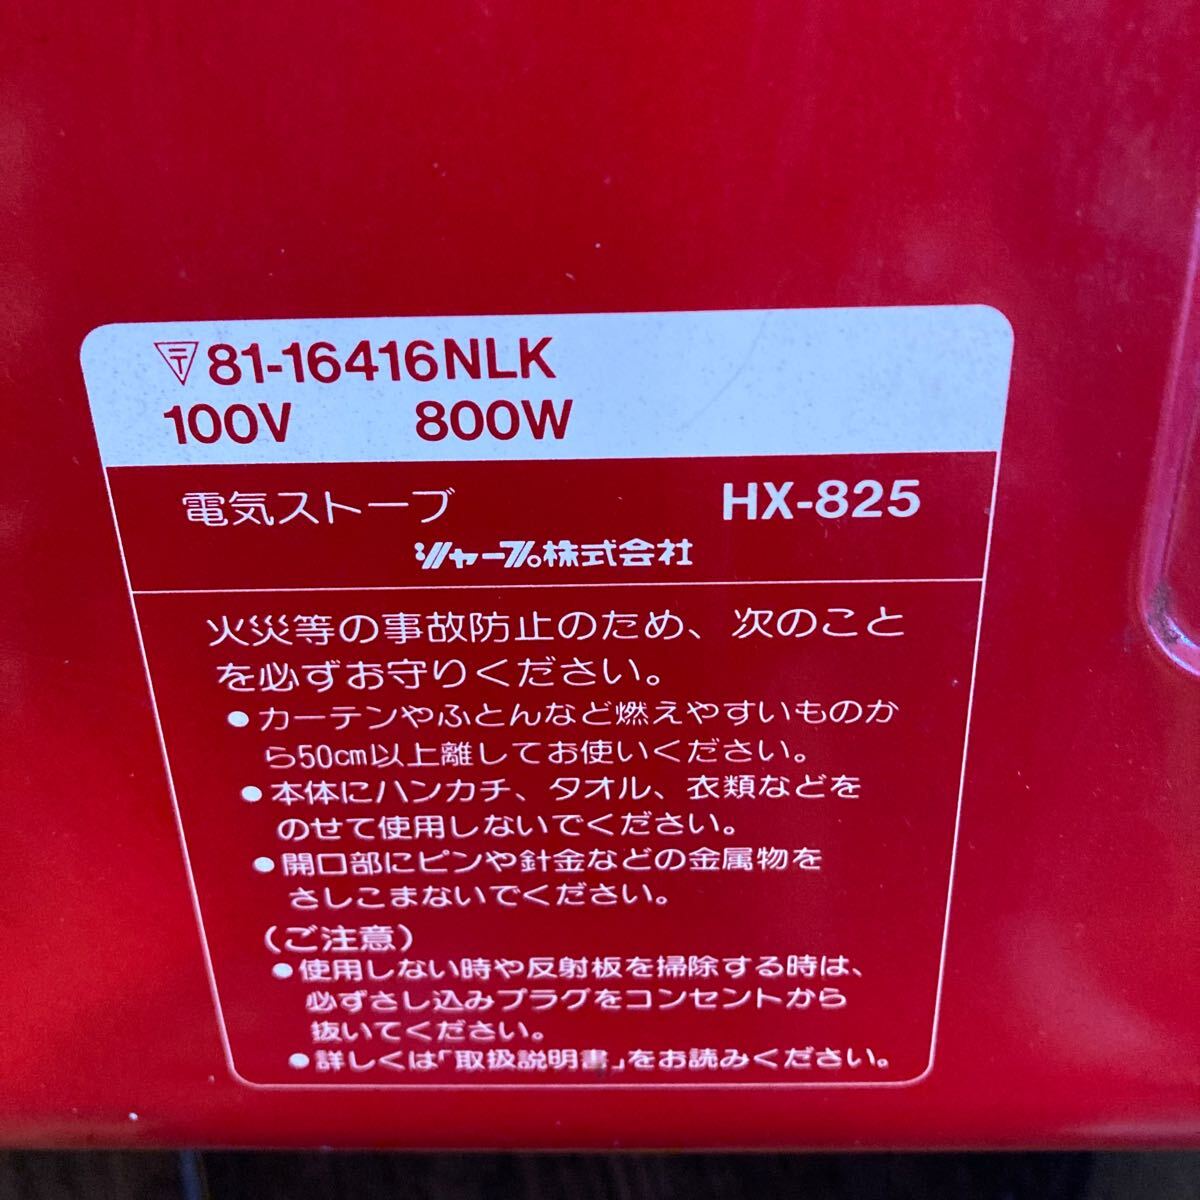 〒81-16416NLK
100V 800W
電気ストーブ HX-825
シャープ株式会社
火災等の事故防止のため、次のこと
を必ずお守りください。
●カーテンやふとんなど燃えやすいものか
ら50cm以上離してお使いください。
●本体にハンカチ、タオル、衣類などを
のせて使用しないでください。
●開口部にピンや針金などの金属物を
さしこまないでください。
（ご注意）
●使用しない時や反射板を掃除する時は、
必ずさし込みプラグをコンセントから
抜いてください。
●詳しくは「取扱説明書」をお読みください。